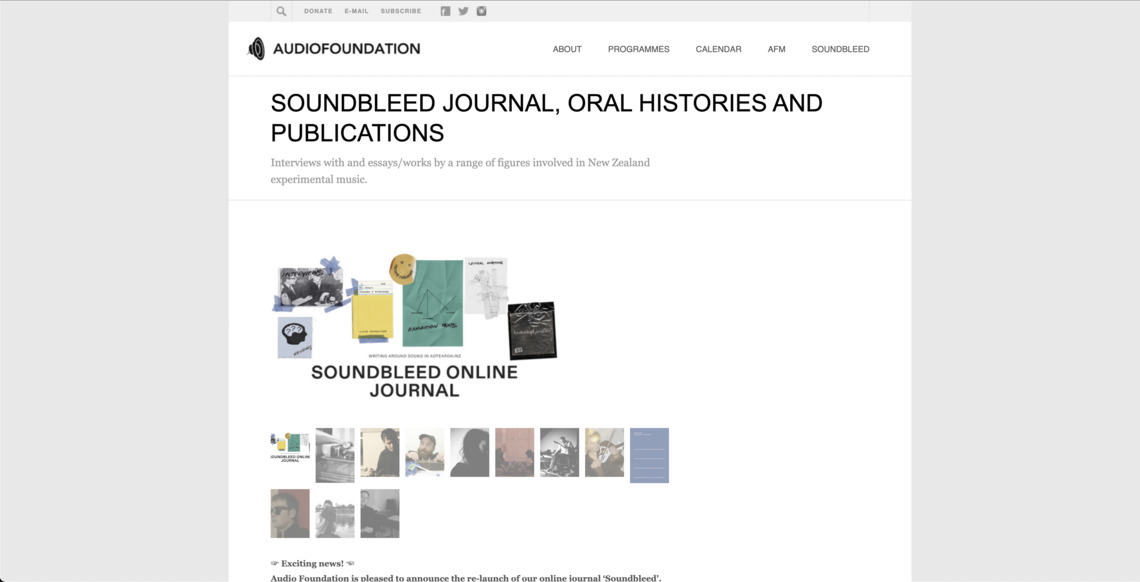 DONATE E-MAIL SUBSCRIBE
AUDIOFOUNDATION
ABOUT PROGRAMMES CALENDAR AFM SOUNDBLEED
SOUNDBLEED JOURNAL, ORAL HISTORIES AND
PUBLICATIONS
Interviews with and essays/works by a range of figures involved in New Zealand
experimental music.
INTERVIEWS
REVIEWS
WRITING AROUND SOUND IN AOTEAROA.NZ
SOUNDBLEED ONLINE
JOURNAL
SOUNDBLEED ONLINE
JOURNAL
☞ Exciting news! ☜
Audio Foundation is pleased to announce the re-launch of our online journal ‘Soundbleed’.